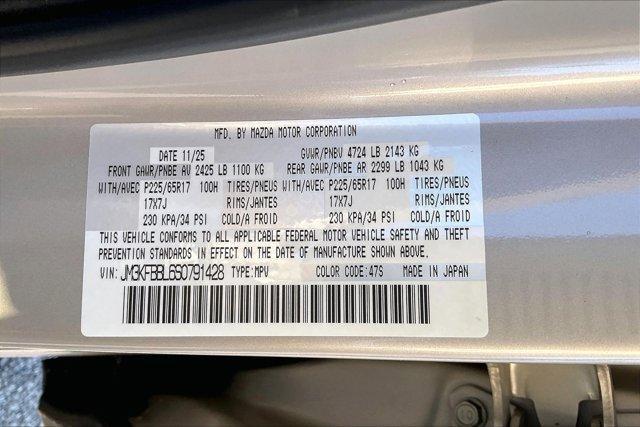 MFD. BY MAZDA MOTOR CORPORATION
DATE 11/25 GVWR/PNBV 4724 LB 2143 KG
FRONT GAWR/PNBE AV 2425 LB 1100 KG REAR GAWR/PNBE AR 2299 LB 1043 KG
WITH/AVEC P225/65R17 100H TIRES/PNEUS WITH/AVEC P225/65R17 100H TIRES/PNEUS
17X7J RIMS/JANTES 17X7J RIMS/JANTES
230 KPA/34 PSI COLD/A FROID 230 KPA/34 PSI COLD/A FROID
THIS VEHICLE CONFORMS TO ALL APPLICABLE FEDERAL MOTOR VEHICLE SAFETY AND THEFT
PREVENTION STANDARDS IN EFFECT ON THE DATE OF MANUFACTURE SHOWN ABOVE.
VIN: JM3KFBBL6S0791428 TYPE:MPV COLOR CODE:47S MADE IN JAPAN